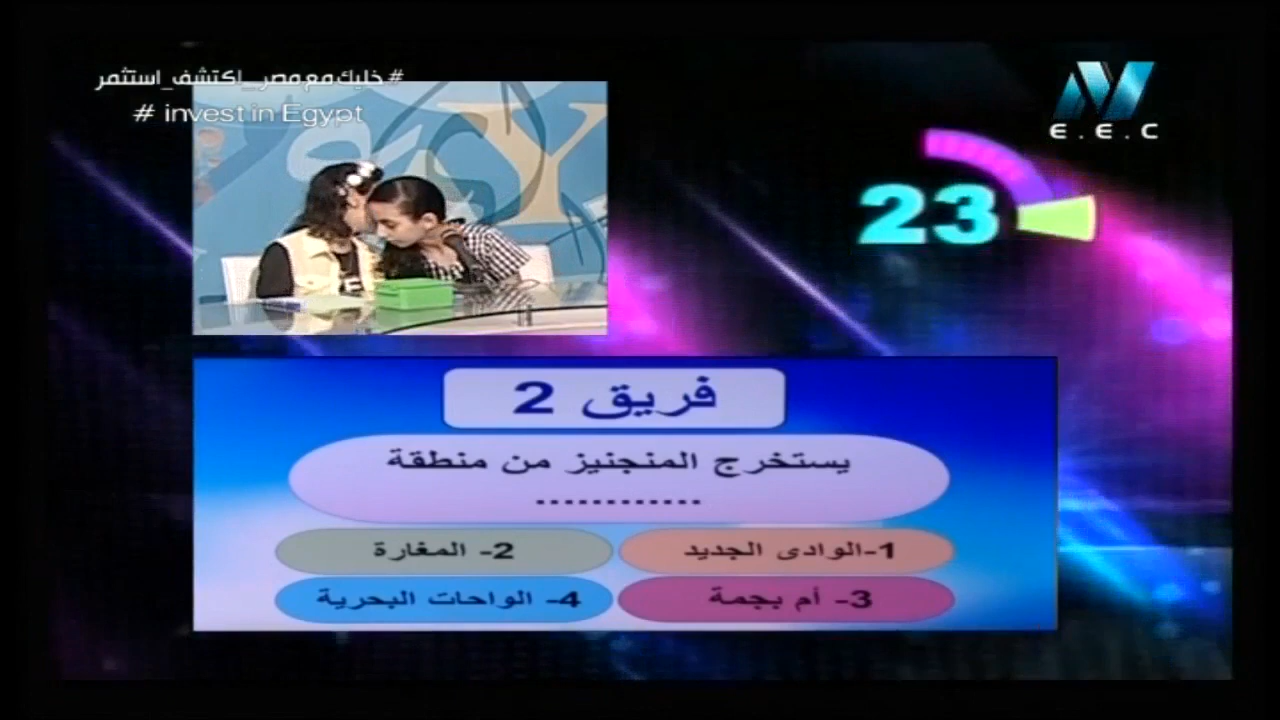 #خليك_مع_مصر_اكتشف_استثمر
# invest in Egypt
E.E.C
23
فريق 2
يستخرج المنجنيز من منطقة
............
1-الوادى الجديد
2- المغارة
3- أم بجمة
4- الواحات البحرية